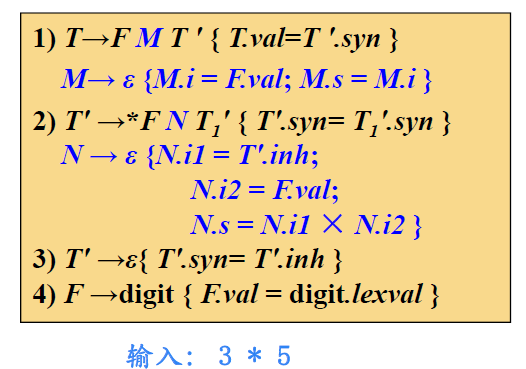 1) T→F M T ' { T.val=T '.syn }
M→ ε {M.i = F.val; M.s = M.i }
2) T' →*F N T₁' { T'.syn= T₁'.syn }
N → ε {N.i1 = T'.inh;
N.i2 = F.val;
N.s = N.i1 × N.i2 }
3) T' →ε{ T'.syn= T'.inh }
4) F →digit { F.val = digit.lexval }
输入: 3 * 5